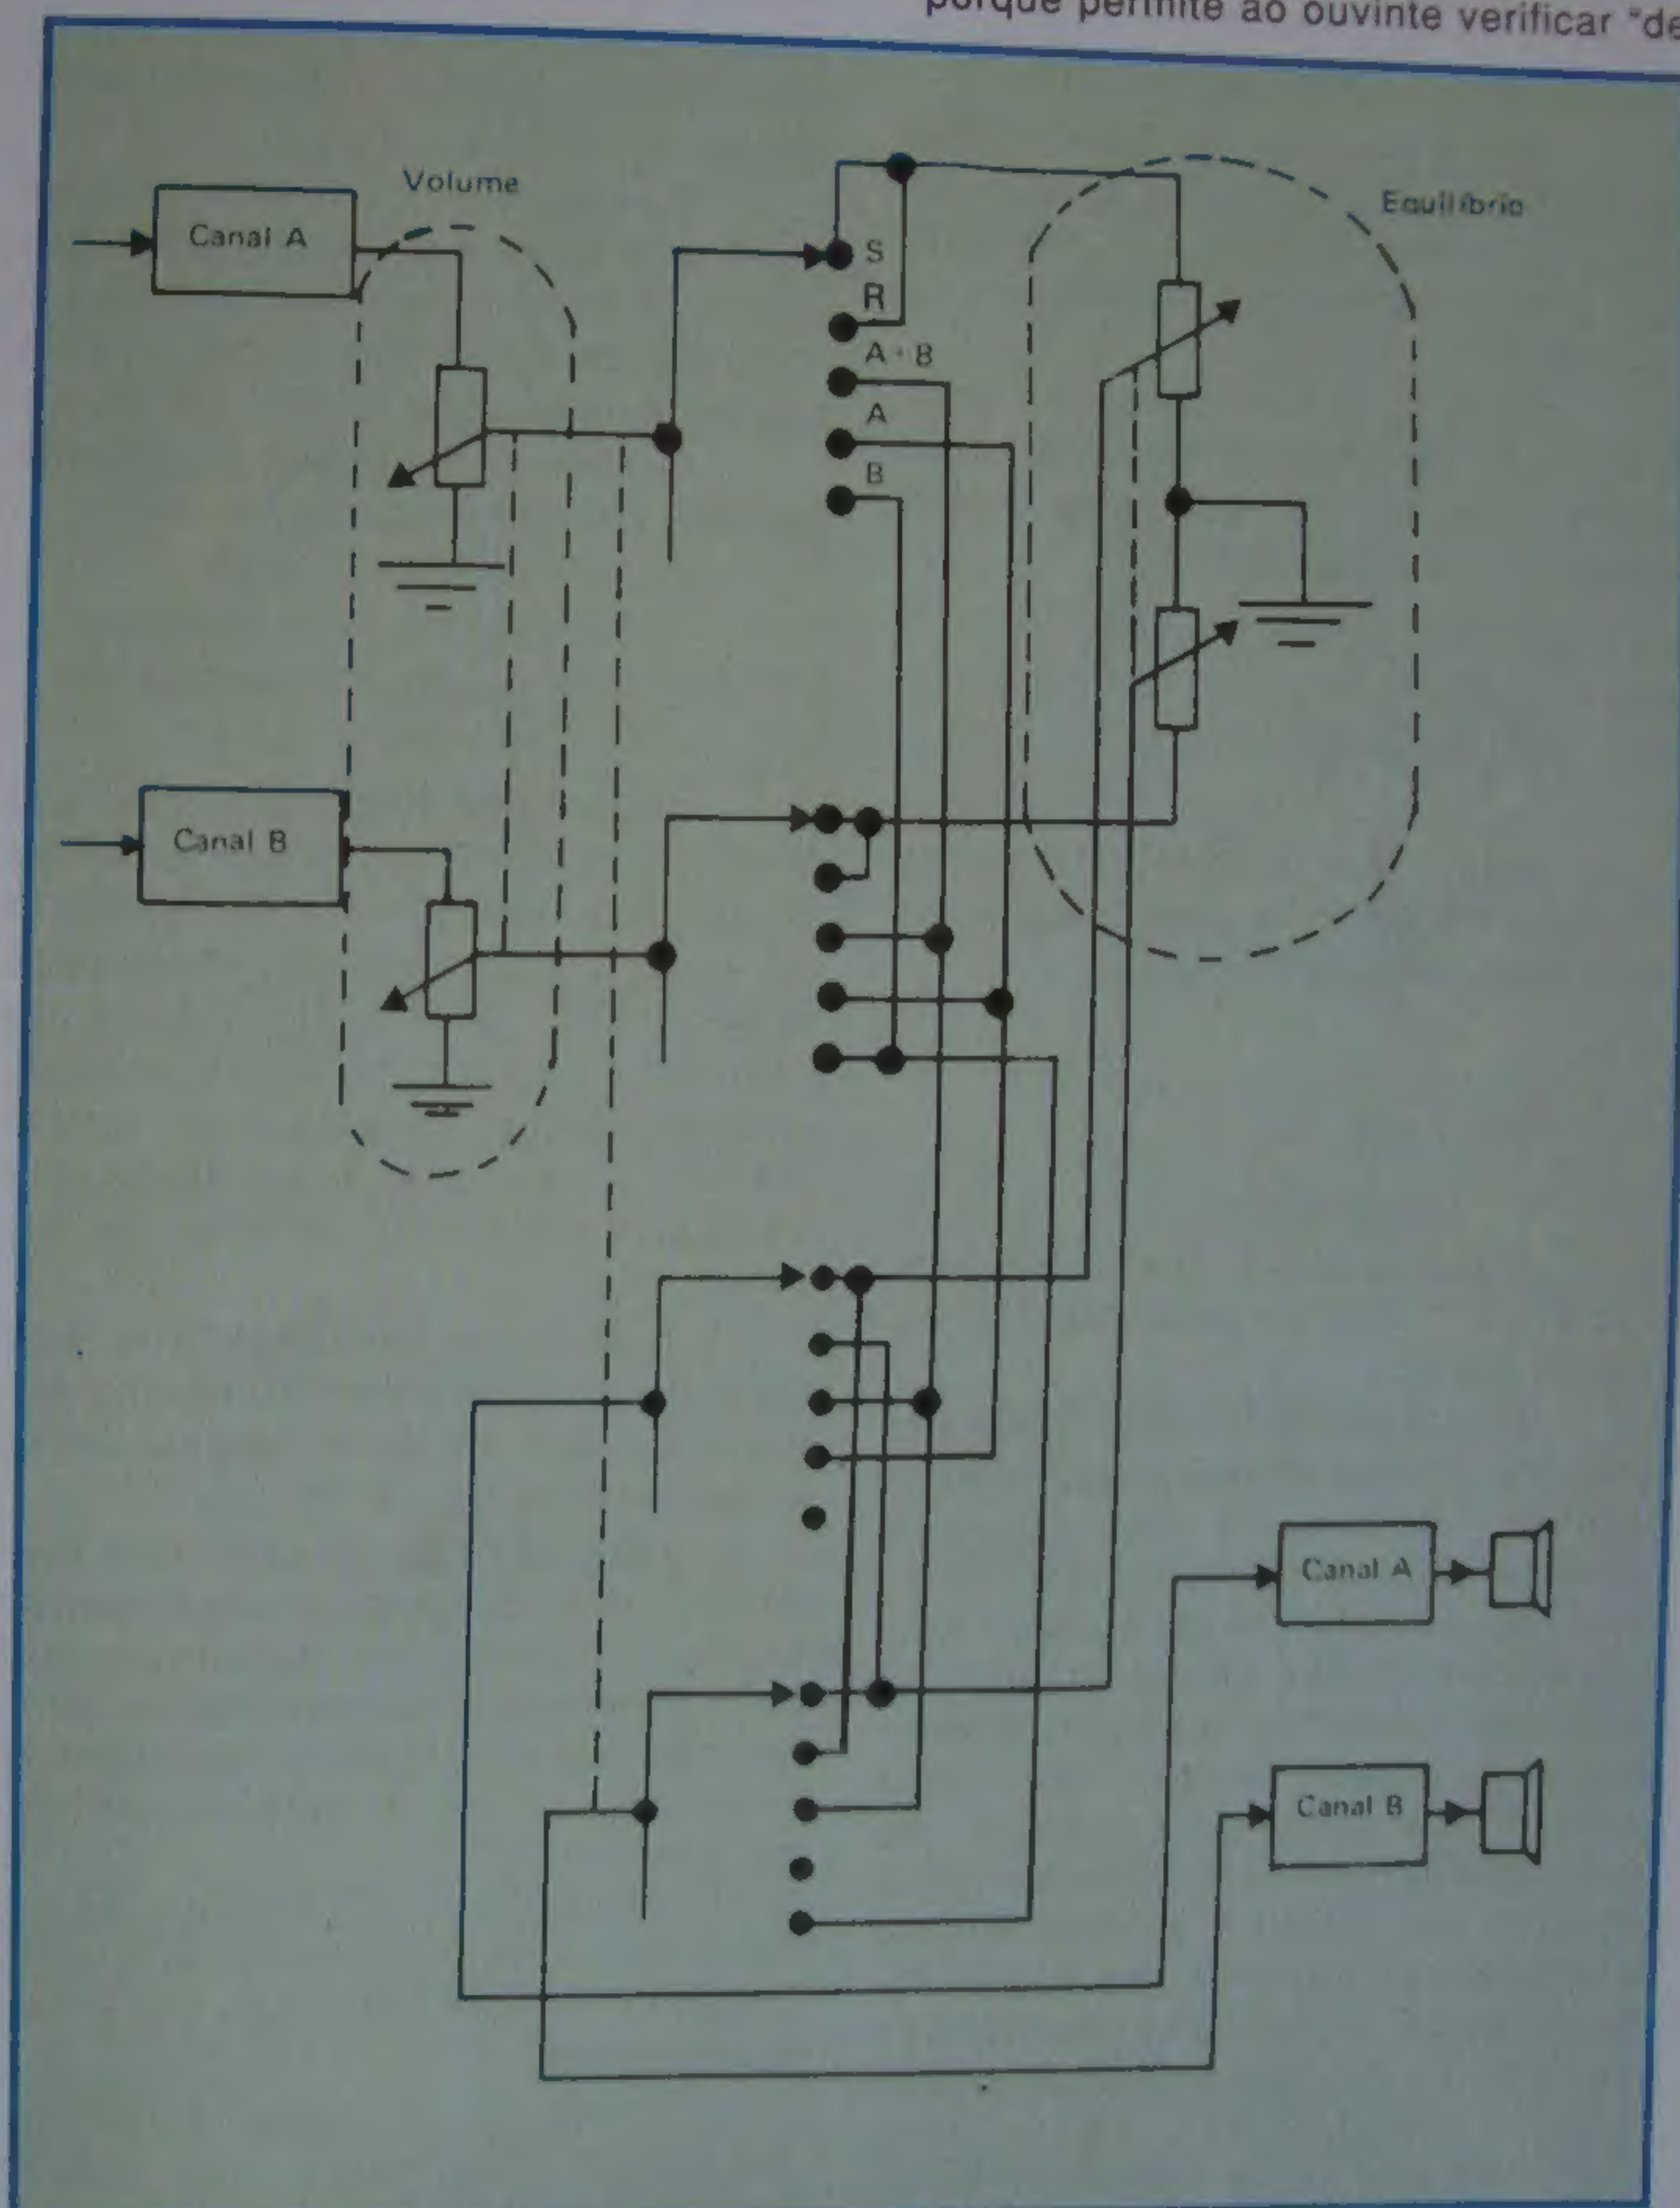 porque permite ao ouvinte verificar "de
Volume
Equilíbrio
Canal A
S
R
A + B
A
B
Canal B
Canal A
Canal B